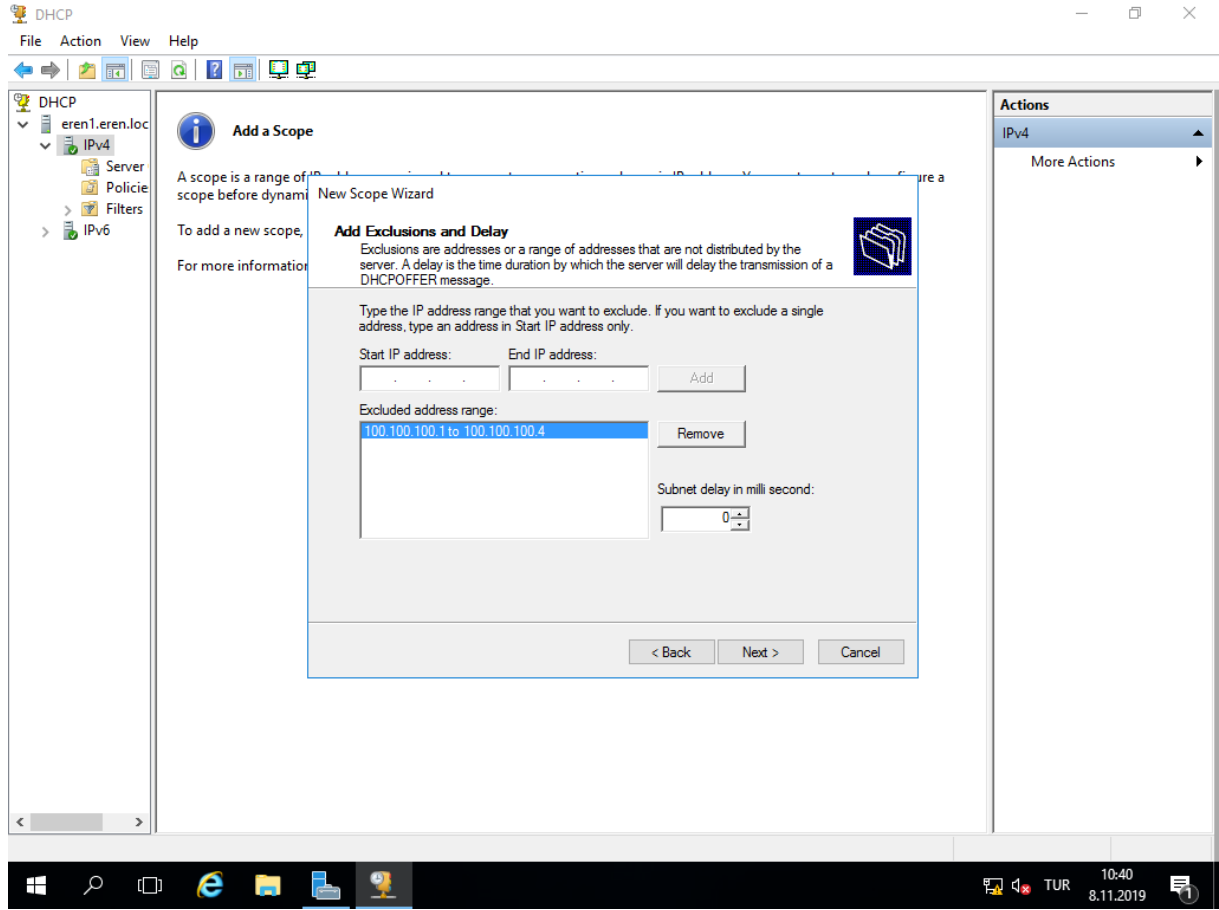 DHCP
File Action View Help
DHCP
eren1.eren.loc
IPv4
Server
Policie
Filters
IPv6
Add a Scope
A scope is a range of
scope before dynami
To add a new scope,
For more information
New Scope Wizard
Add Exclusions and Delay
Exclusions are addresses or a range of addresses that are not distributed by the
server. A delay is the time duration by which the server will delay the transmission of a
DHCPOFFER message.
Type the IP address range that you want to exclude. If you want to exclude a single
address, type an address in Start IP address only.
Start IP address: End IP address:
. . . . . . Add
Excluded address range:
100.100.100.1 to 100.100.100.4
Remove
Subnet delay in milli second:
0
< Back Next > Cancel
Actions
IPv4
More Actions
TUR
10:40
8.11.2019
1